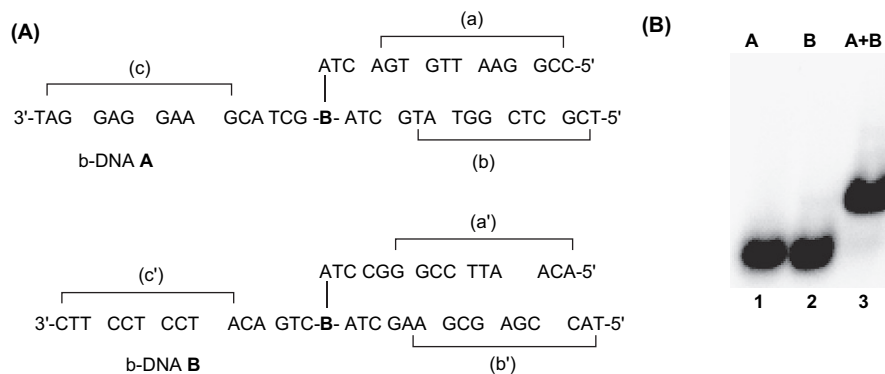 (A)
(a)
(c)
ATC AGT GTT AAG GCC-5'
3'-TAG GAG GAA GCA TCG -B- ATC GTA TGG CTC GCT-5'
b-DNA A
(b)
(a')
(c')
ATC CGG GCC TTA ACA-5'
3'-CTT CCT CCT ACA GTC-B- ATC GAA GCG AGC CAT-5'
b-DNA B
(b')
(B)
A B A+B
1 2 3